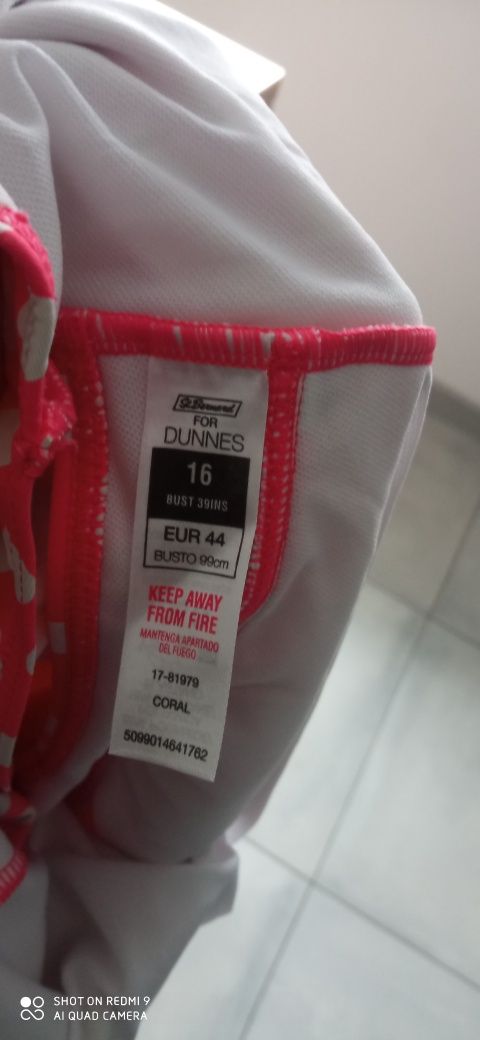 St. Bernard
FOR
DUNNES
16
BUST 39INS
EUR 44
BUSTO 99cm
KEEP AWAY
FROM FIRE
MANTENGA APARTADO
DEL FUEGO
17-81979
CORAL
5099014641762
SHOT ON REDMI 9
AI QUAD CAMERA